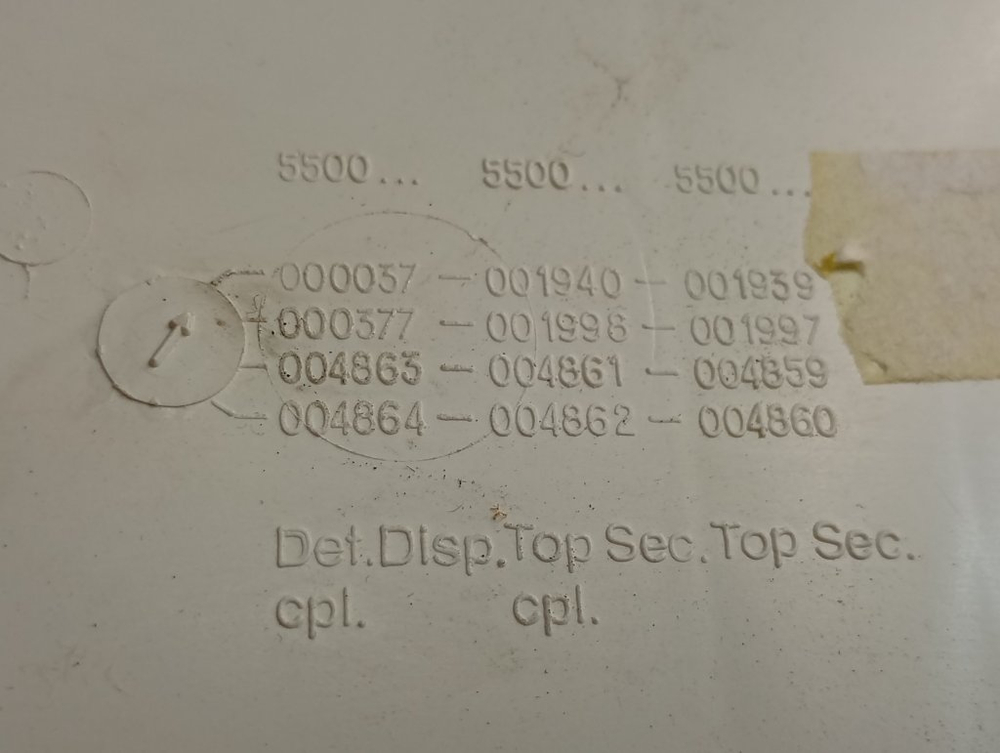 5500... 5500... 5500...
000037 — 001940 — 001939
000377 — 001998 — 001997
004863 — 004861 — 004859
004864 — 004862 — 004860
Det.Disp. Top Sec. Top Sec.
cpl. cpl.